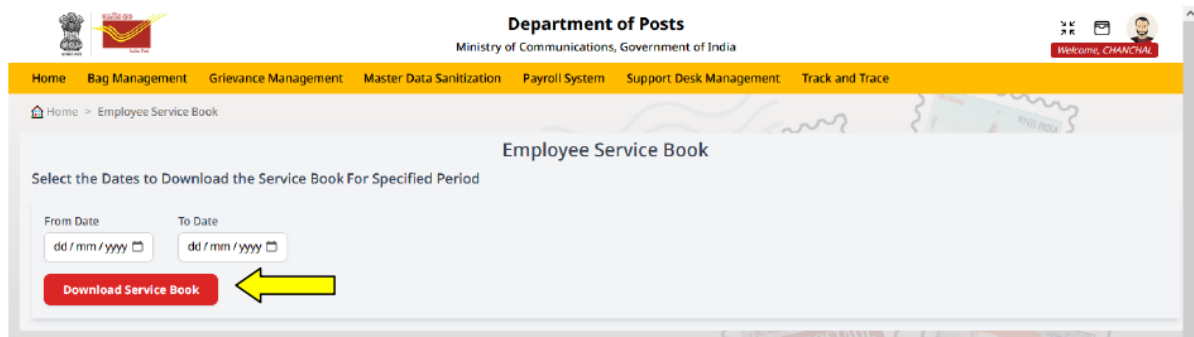 Department of Posts
Ministry of Communications, Government of India
Welcome, CHANCHAL
Home Bag Management Grievance Management Master Data Sanitization Payroll System Support Desk Management Track and Trace
Home > Employee Service Book
Employee Service Book
Select the Dates to Download the Service Book For Specified Period
From Date To Date
dd / mm / yyyy dd / mm / yyyy
Download Service Book